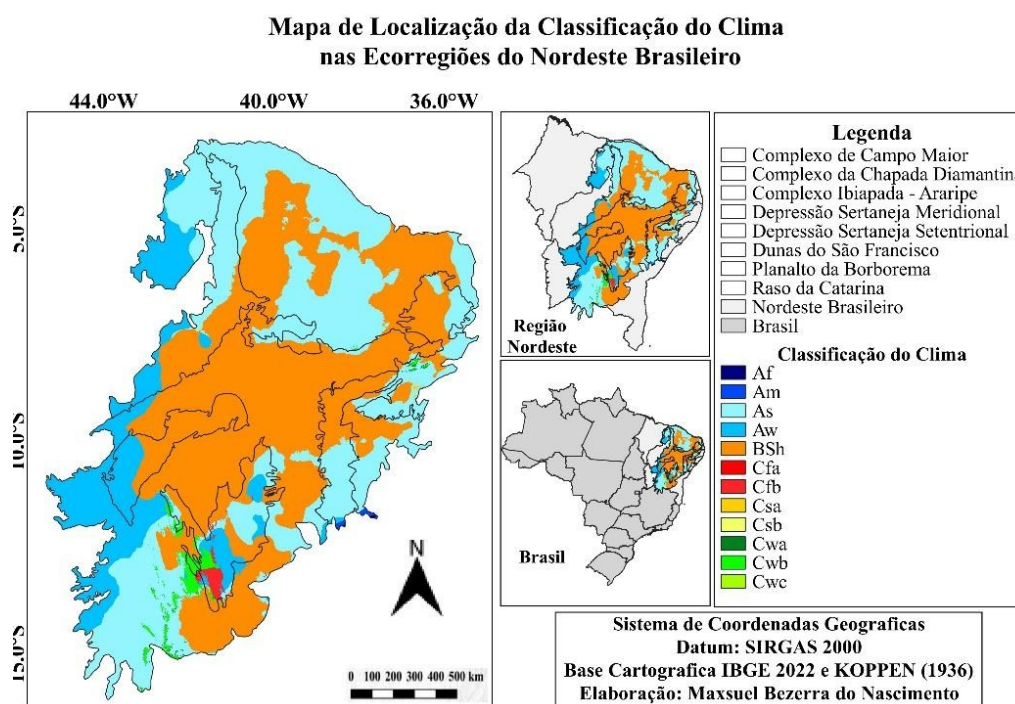 Mapa de Localização da Classificação do Clima
nas Ecorregiões do Nordeste Brasileiro
44.0°W 40.0°W 36.0°W
5.0°S
10.0°S
15.0°S
N
0 100 200 300 400 500 km
Região
Nordeste
Brasil
Legenda
Complexo de Campo Maior
Complexo da Chapada Diamantin
Complexo Ibiapada - Araripe
Depressão Sertaneja Meridional
Depressão Sertaneja Setentrional
Dunas do São Francisco
Planalto da Borborema
Raso da Catarina
Nordeste Brasileiro
Brasil
Classificação do Clima
Af
Am
As
Aw
BSh
Cfa
Cfb
Csa
Csb
Cwa
Cwb
Cwc
Sistema de Coordenadas Geograficas
Datum: SIRGAS 2000
Base Cartografica IBGE 2022 e KOPPEN (1936)
Elaboração: Maxsuel Bezerra do Nascimento